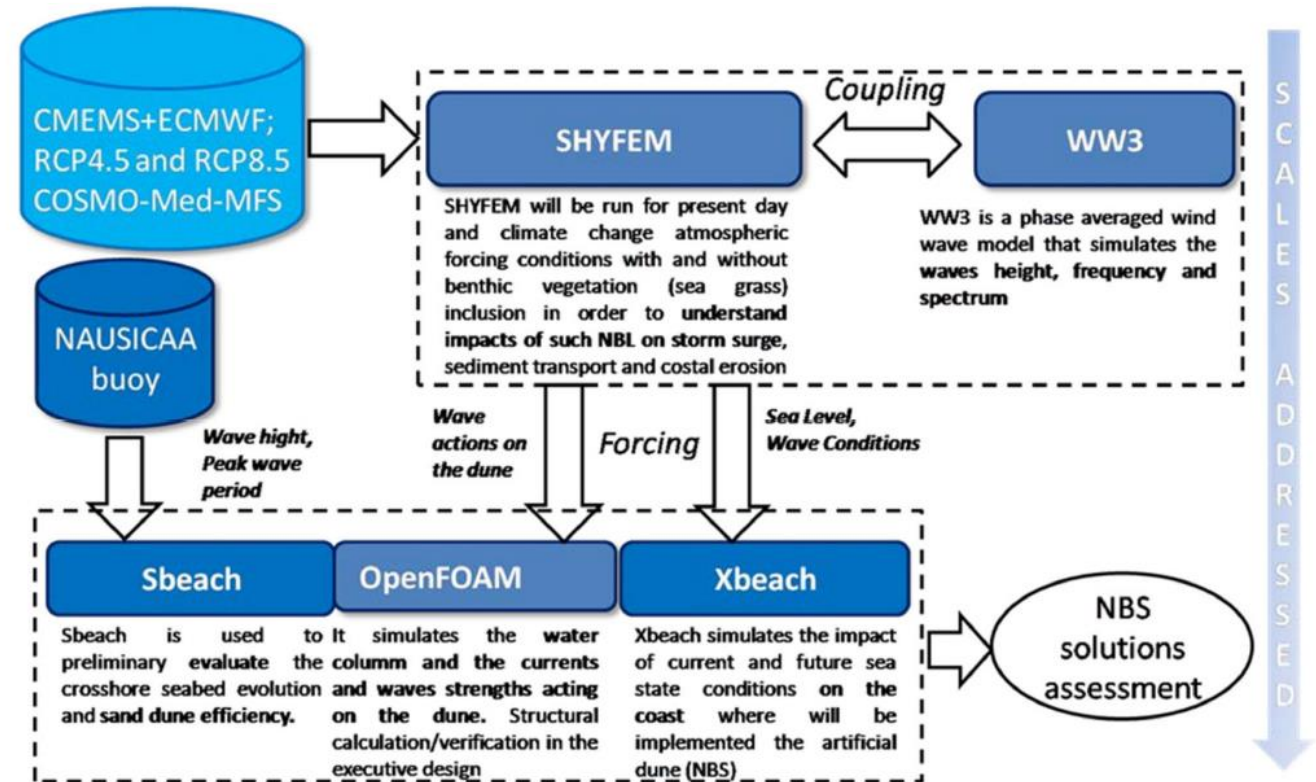 CMEMS+ECMWF;
RCP4.5 and RCP8.5
COSMO-Med-MFS
NAUSICAA
buoy
SHYFEM
Coupling
WW3
SHYFEM will be run for present day
and climate change atmospheric
forcing conditions with and without
benthic vegetation (sea grass)
inclusion in order to understand
impacts of such NBL on storm surge,
sediment transport and costal erosion
WW3 is a phase averaged wind
wave model that simulates the
waves height, frequency and
spectrum
Wave hight,
Peak wave
period
Wave
actions on
the dune
Forcing
Sea Level,
Wave Conditions
Sbeach
Sbeach is used to
preliminary evaluate the
crosshore seabed evolution
and sand dune efficiency.
OpenFOAM
It simulates the water
columm and the currents
and waves strengths acting
on the dune. Structural
calculation/verification in the
executive design
Xbeach
Xbeach simulates the impact
of current and future sea
state conditions on the
coast where will be
implemented the artificial
dune (NBS)
NBS
solutions
assessment
SCALES ADDRESSED